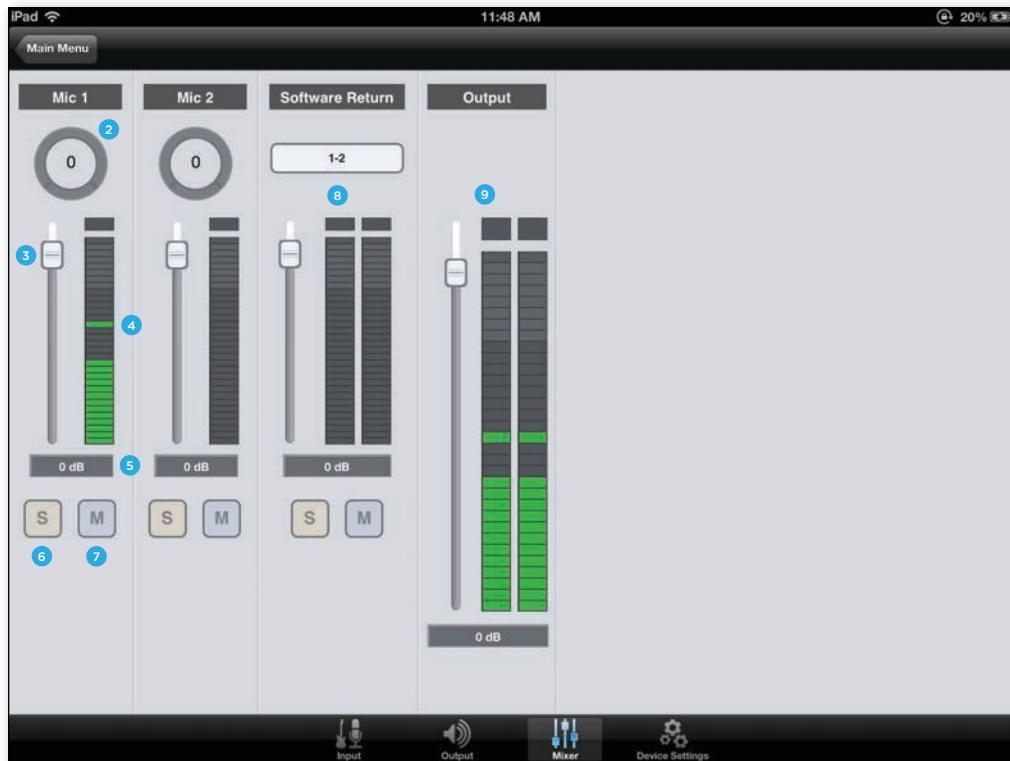 iPad
11:48 AM
20%
Main Menu
Mic 1
Mic 2
Software Return
Output
2
0
0
1-2
8
9
3
4
0 dB
5
0 dB
0 dB
S
M
S
M
S
M
6
7
0 dB
Input
Output
Mixer
Device Settings